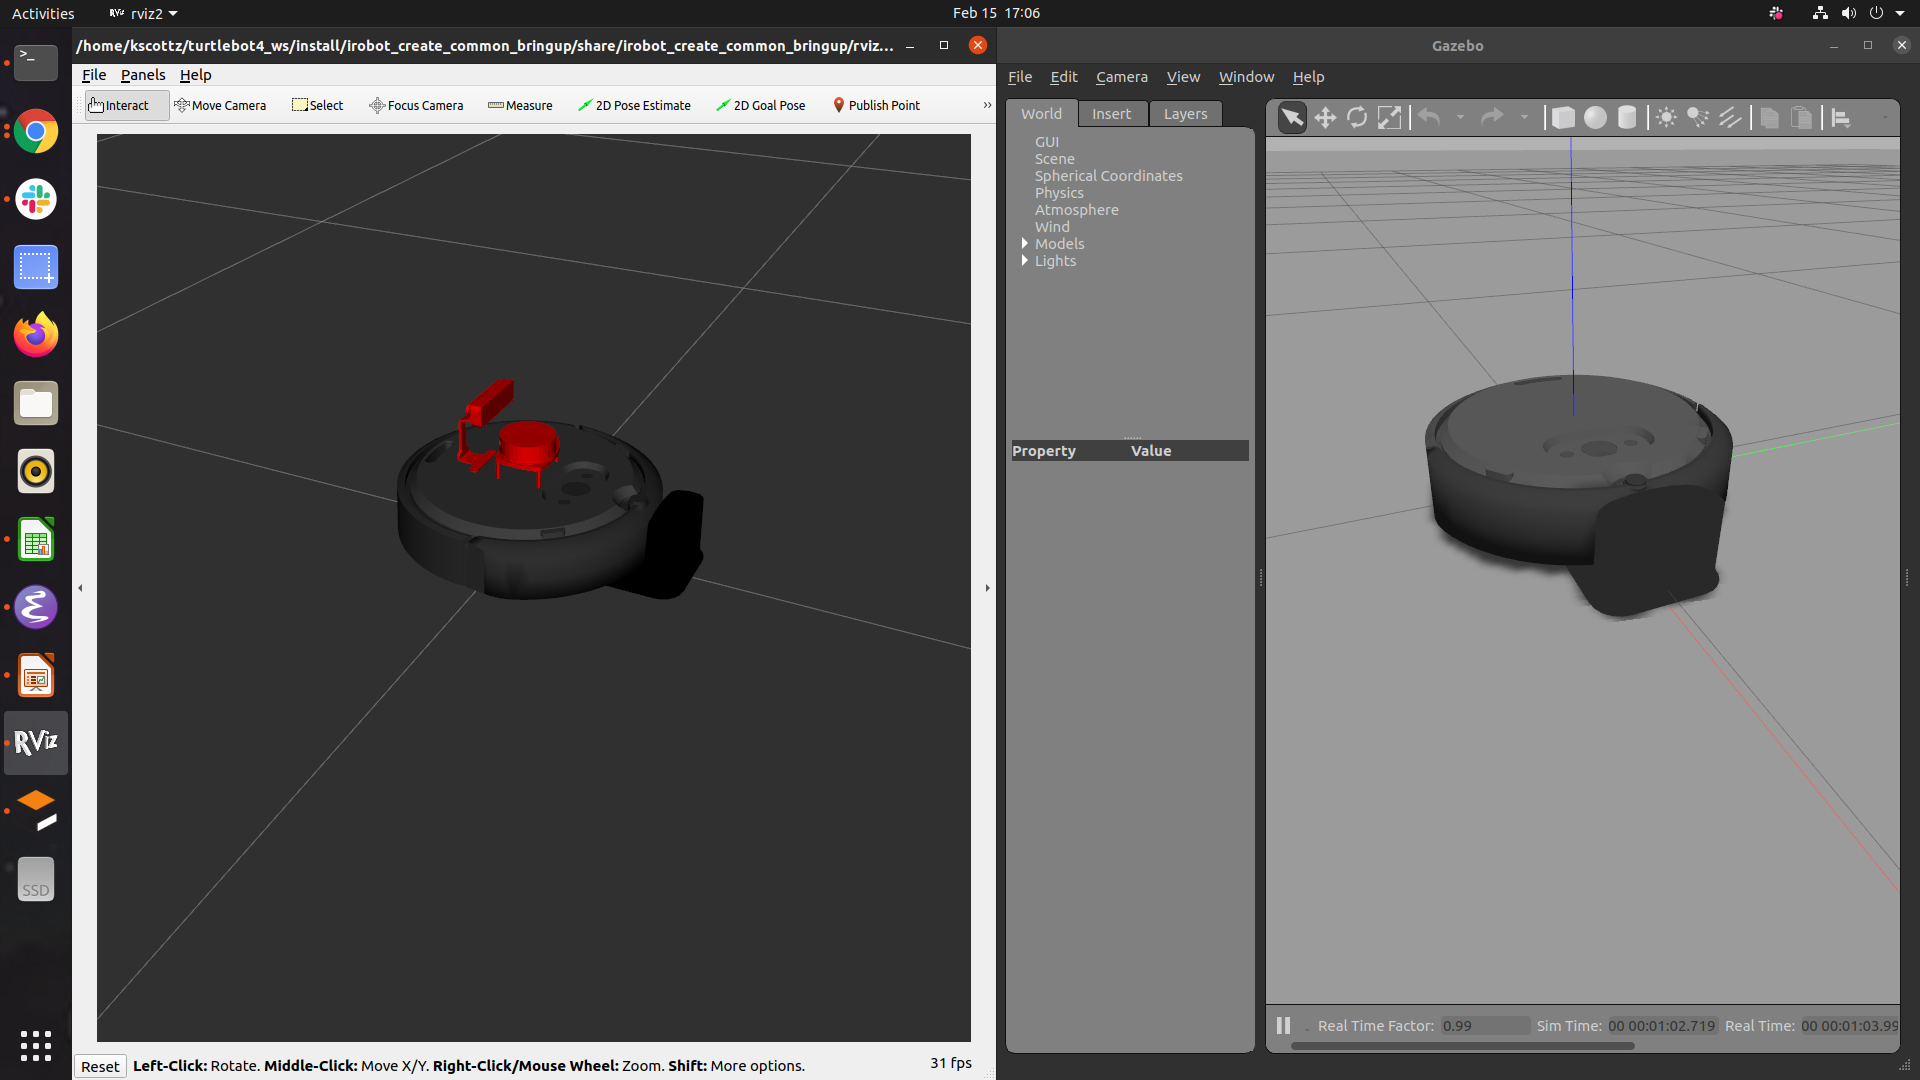 Activities
RViz rviz2
Feb 15 17:06
/home/kscottz/turtlebot4_ws/install/irobot_create_common_bringup/share/irobot_create_common_bringup/rviz...
File Panels Help
Interact Move Camera Select Focus Camera Measure 2D Pose Estimate 2D Goal Pose Publish Point »
RViz
SSD
Reset Left-Click: Rotate. Middle-Click: Move X/Y. Right-Click/Mouse Wheel: Zoom. Shift: More options.
31 fps
Gazebo
File Edit Camera View Window Help
World Insert Layers
GUI
Scene
Spherical Coordinates
Physics
Atmosphere
Wind
Models
Lights
Property Value
Real Time Factor: 0.99 Sim Time: 00 00:01:02.719 Real Time: 00 00:01:03.99